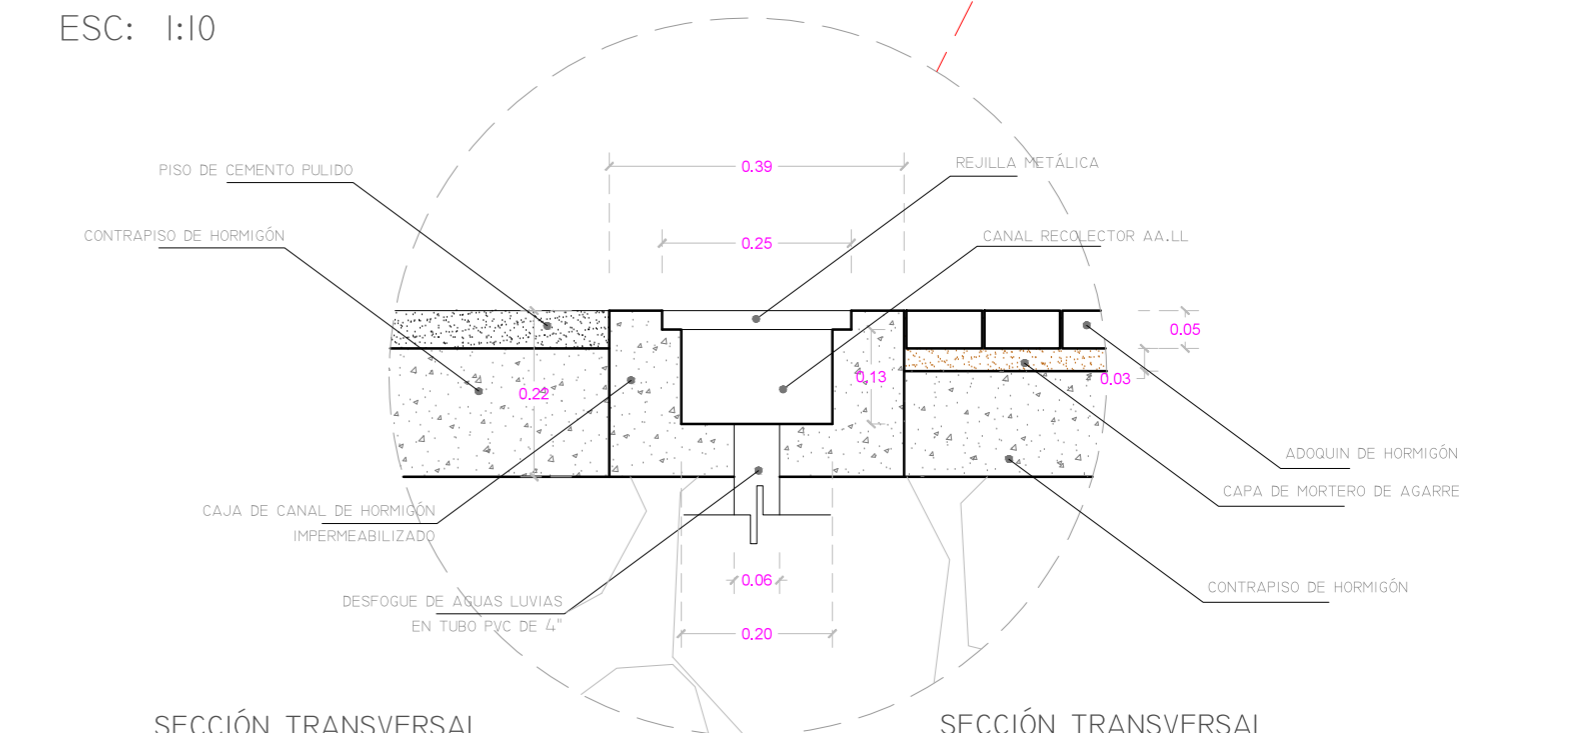 ESC: 1:10
PISO DE CEMENTO PULIDO
0.39
REJILLA METÁLICA
CONTRAPISO DE HORMIGÓN
0.25
CANAL RECOLECTOR AA.LL
0.05
0.13
0.03
0.22
ADOQUIN DE HORMIGÓN
CAPA DE MORTERO DE AGARRE
CAJA DE CANAL DE HORMIGÓN
IMPERMEABILIZADO
0.06
CONTRAPISO DE HORMIGÓN
DESFOGUE DE AGUAS LUVIAS
EN TUBO PVC DE 4"
0.20
SECCIÓN TRANSVERSAL
SECCIÓN TRANSVERSAL